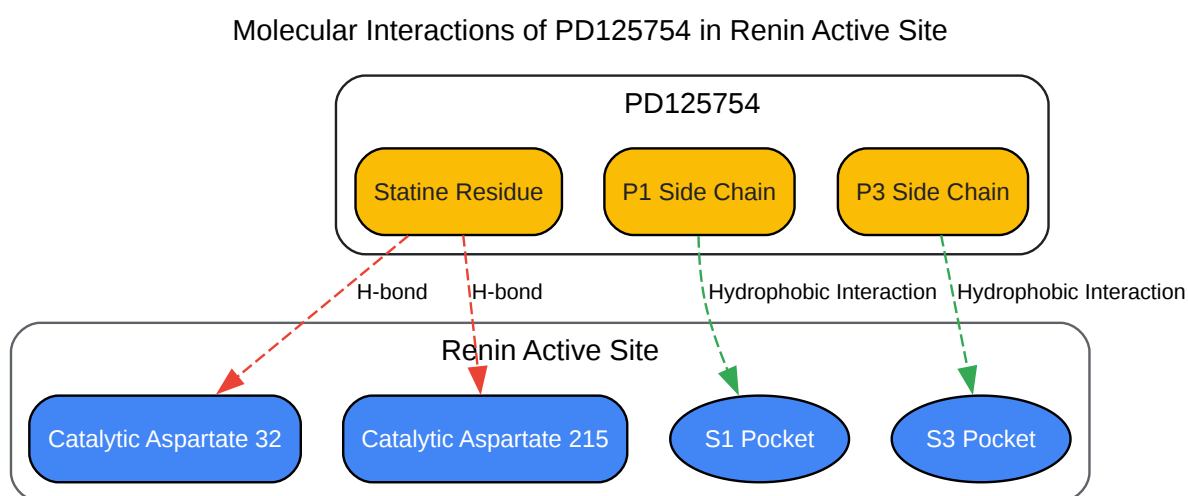 Molecular Interactions of PD125754 in Renin Active Site
PD125754
Statine Residue
P1 Side Chain
P3 Side Chain
H-bond
H-bond
Hydrophobic Interaction
Hydrophobic Interaction
Renin Active Site
Catalytic Aspartate 32
Catalytic Aspartate 215
S1 Pocket
S3 Pocket